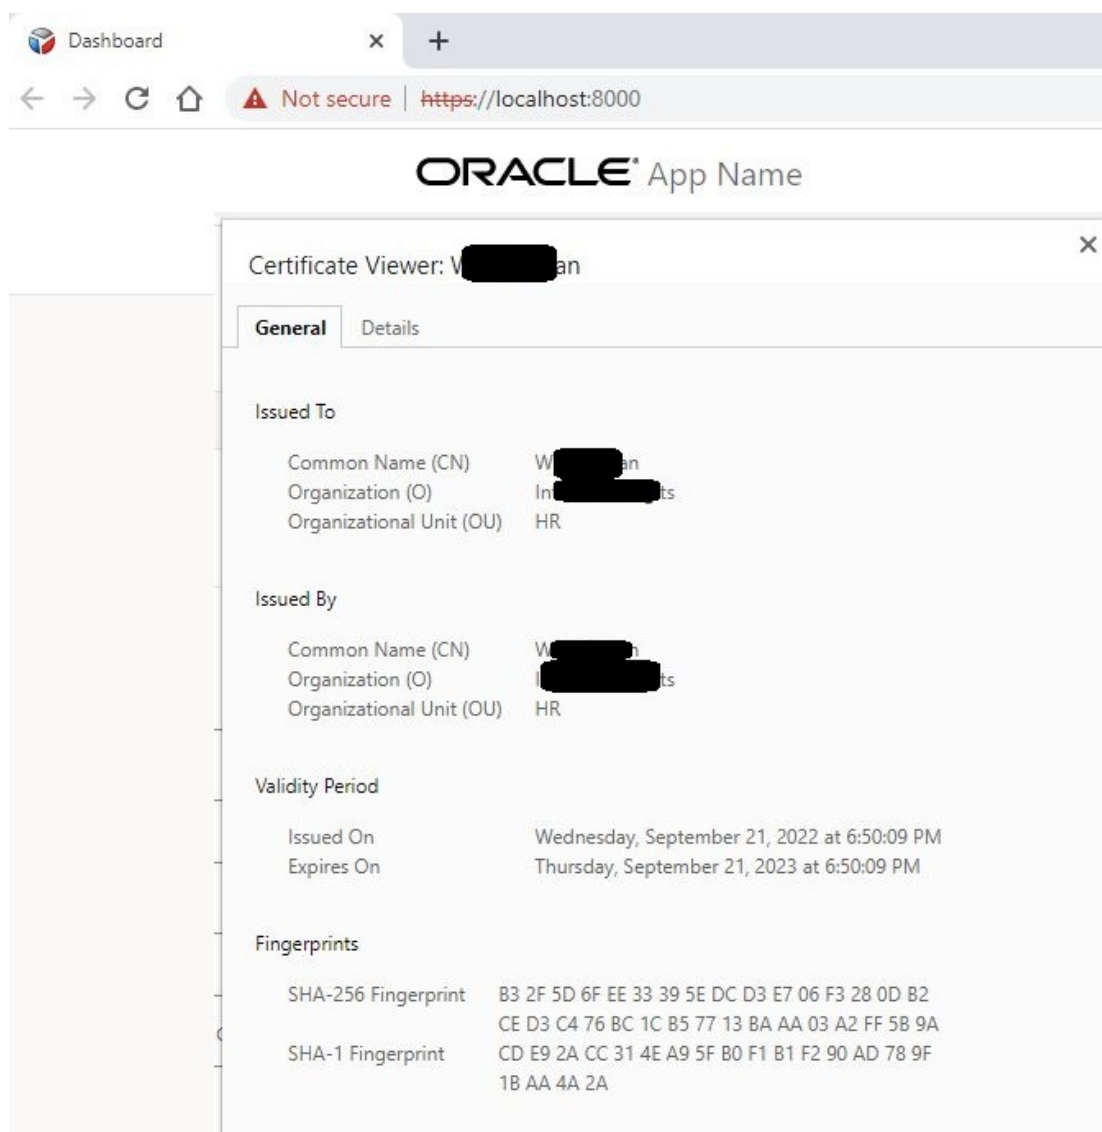 Dashboard
Not secure https://localhost:8000
ORACLE App Name
Certificate Viewer:
General Details
Issued To
Common Name (CN)
Organization (O)
Organizational Unit (OU) HR
Issued By
Common Name (CN)
Organization (O)
Organizational Unit (OU) HR
Validity Period
Issued On Wednesday, September 21, 2022 at 6:50:09 PM
Expires On Thursday, September 21, 2023 at 6:50:09 PM
Fingerprints
SHA-256 Fingerprint B3 2F 5D 6F EE 33 39 5E DC D3 E7 06 F3 28 0D B2
CE D3 C4 76 BC 1C B5 77 13 BA AA 03 A2 FF 5B 9A
SHA-1 Fingerprint CD E9 2A CC 31 4E A9 5F B0 F1 B1 F2 90 AD 78 9F
1B AA 4A 2A